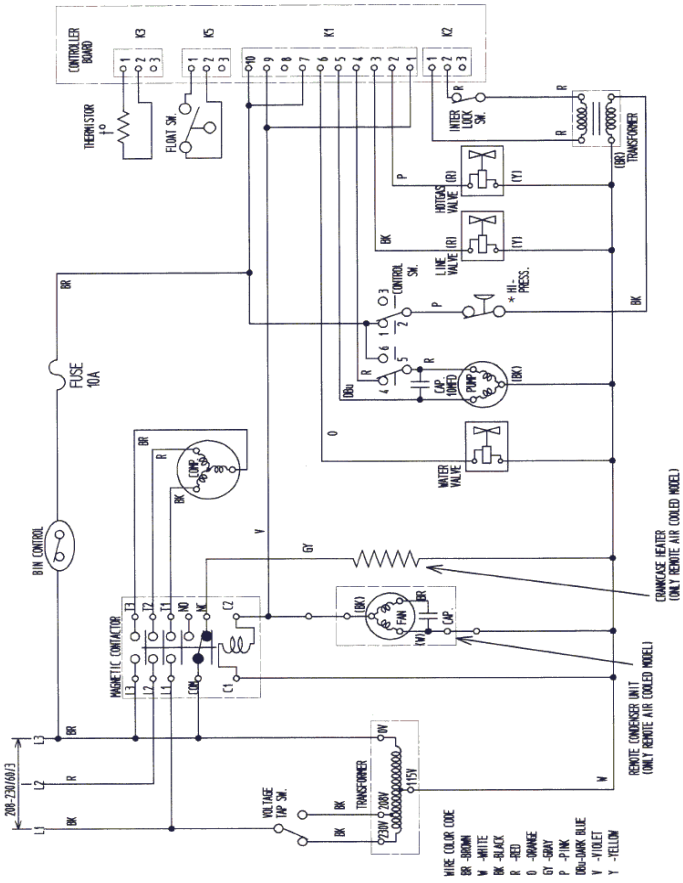 CONTROLLER
BOARD
K3
K5
K1
K2
1
2
3
1
2
3
10
9
8
7
6
5
4
3
2
1
1
2
3
THERMISTOR
t°
FLOAT SW.
INTER
LOCK
SW.
R
R
R
TRANSFORMER
(BR)
HOTGAS
VALVE
(R)
(Y)
P
LINE
VALVE
(R)
(Y)
BK
CONTROL
SW.
3
1
2
6
4
5
P
* HI-
PRESS.
BK
BR
FUSE
10A
R
DBu
R
CAP.
10MFD
PUMP
(BK)
O
WATER
VALVE
BIN CONTROL
BR
R
BK
COMP.
V
GY
CRANKCASE HEATER
(ONLY REMOTE AIR COOLED MODEL)
MAGNETIC CONTACTOR
L3
L2
L1
COM
C1
T3
T2
T1
NO
NC
C2
(BK)
FAN
BR
(W)
CAP.
REMOTE CONDENSER UNIT
(ONLY REMOTE AIR COOLED MODEL)
208-230/60/3
L1
L2
L3
BK
R
BR
VOLTAGE
TAP SW.
BK
BK
TRANSFORMER
230V
208V
0V
115V
W
WIRE COLOR CODE
BR -BROWN
W -WHITE
BK -BLACK
R -RED
O -ORANGE
GY -GRAY
P -PINK
DBu-DARK BLUE
V -VIOLET
Y -YELLOW